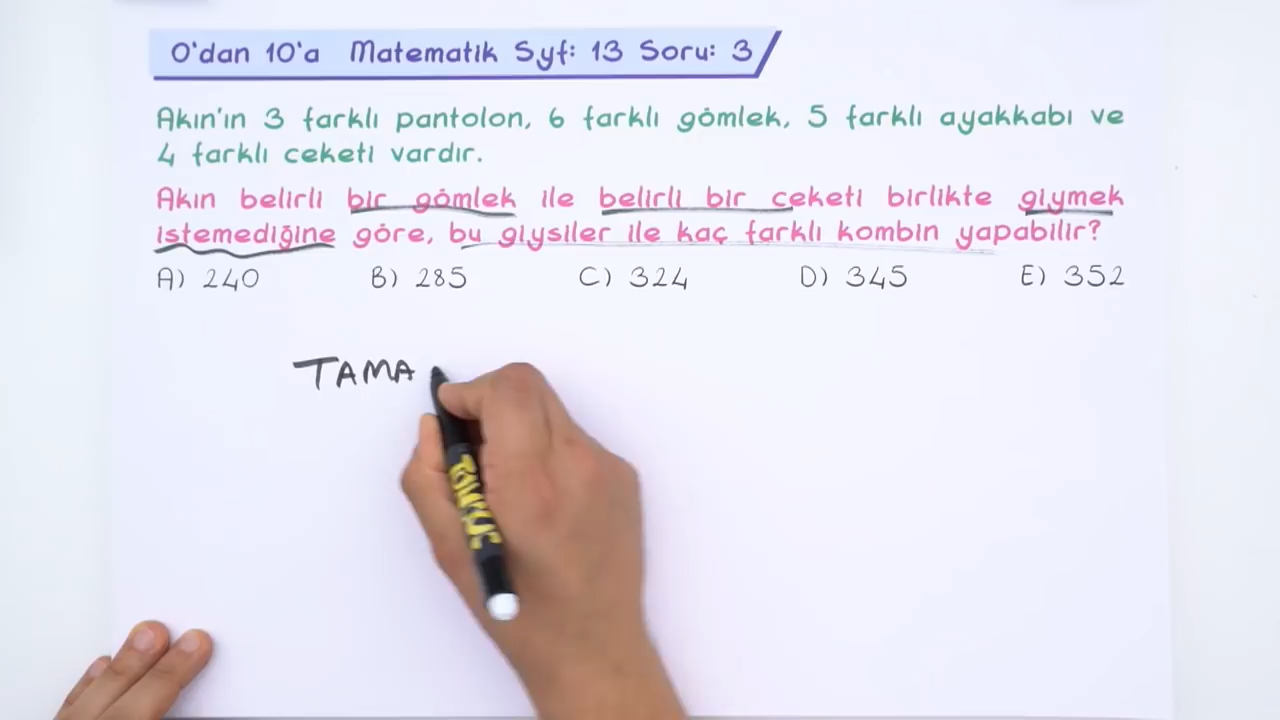 0'dan 10'a Matematik Syf: 13 Soru: 3
Akın'ın 3 farklı pantolon, 6 farklı gömlek, 5 farklı ayakkabı ve
4 farklı ceketi vardır.
Akın belirli bir gömlek ile belirli bir ceketi birlikte giymek
istemediğine göre, bu giysiler ile kaç farklı kombin yapabilir?
A) 240 B) 285 C) 324 D) 345 E) 352
TAMA